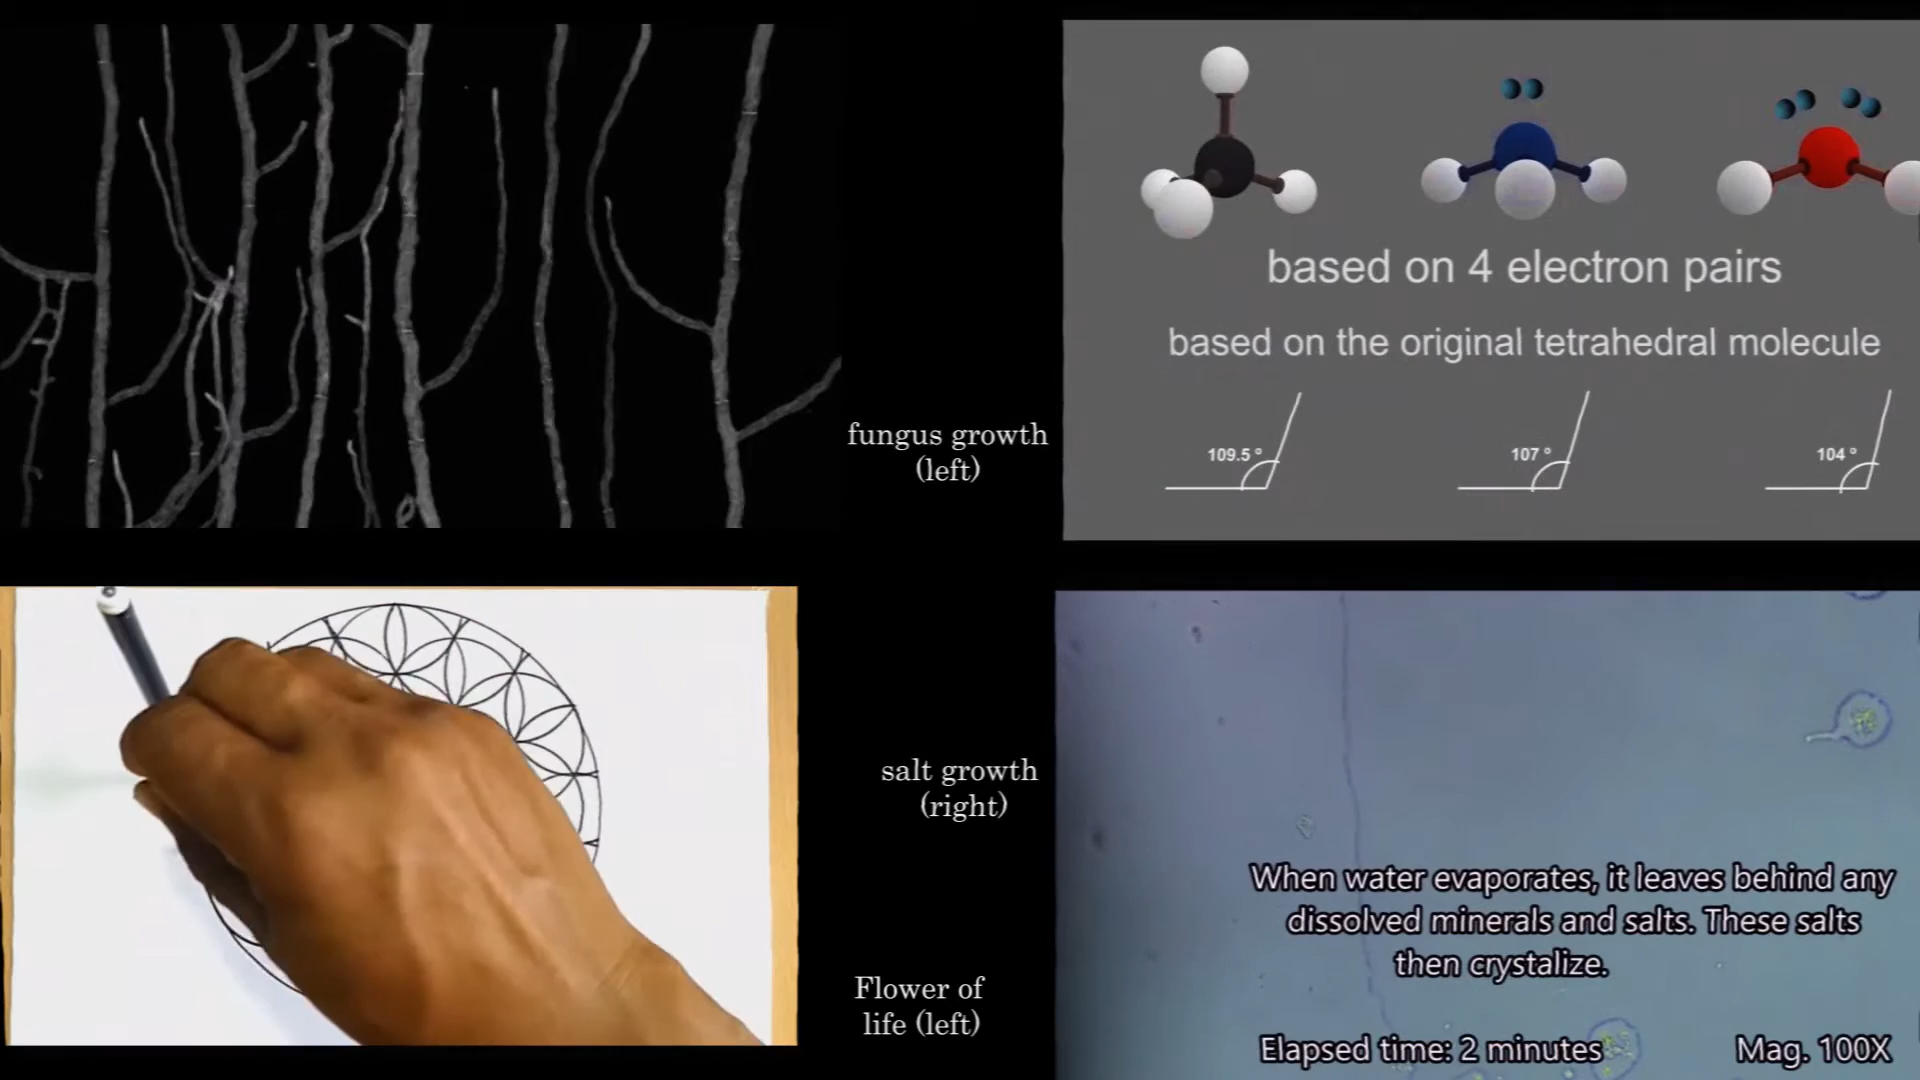 based on 4 electron pairs
based on the original tetrahedral molecule
109.5 °
107 °
104 °
fungus growth
(left)
salt growth
(right)
When water evaporates, it leaves behind any
dissolved minerals and salts. These salts
then crystalize.
Elapsed time: 2 minutes
Mag. 100X
Flower of
life (left)